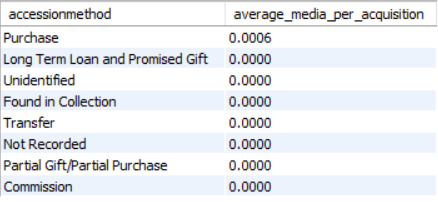 accessionmethod average_media_per_acquisition
Purchase 0.0006
Long Term Loan and Promised Gift 0.0000
Unidentified 0.0000
Found in Collection 0.0000
Transfer 0.0000
Not Recorded 0.0000
Partial Gift/Partial Purchase 0.0000
Commission 0.0000